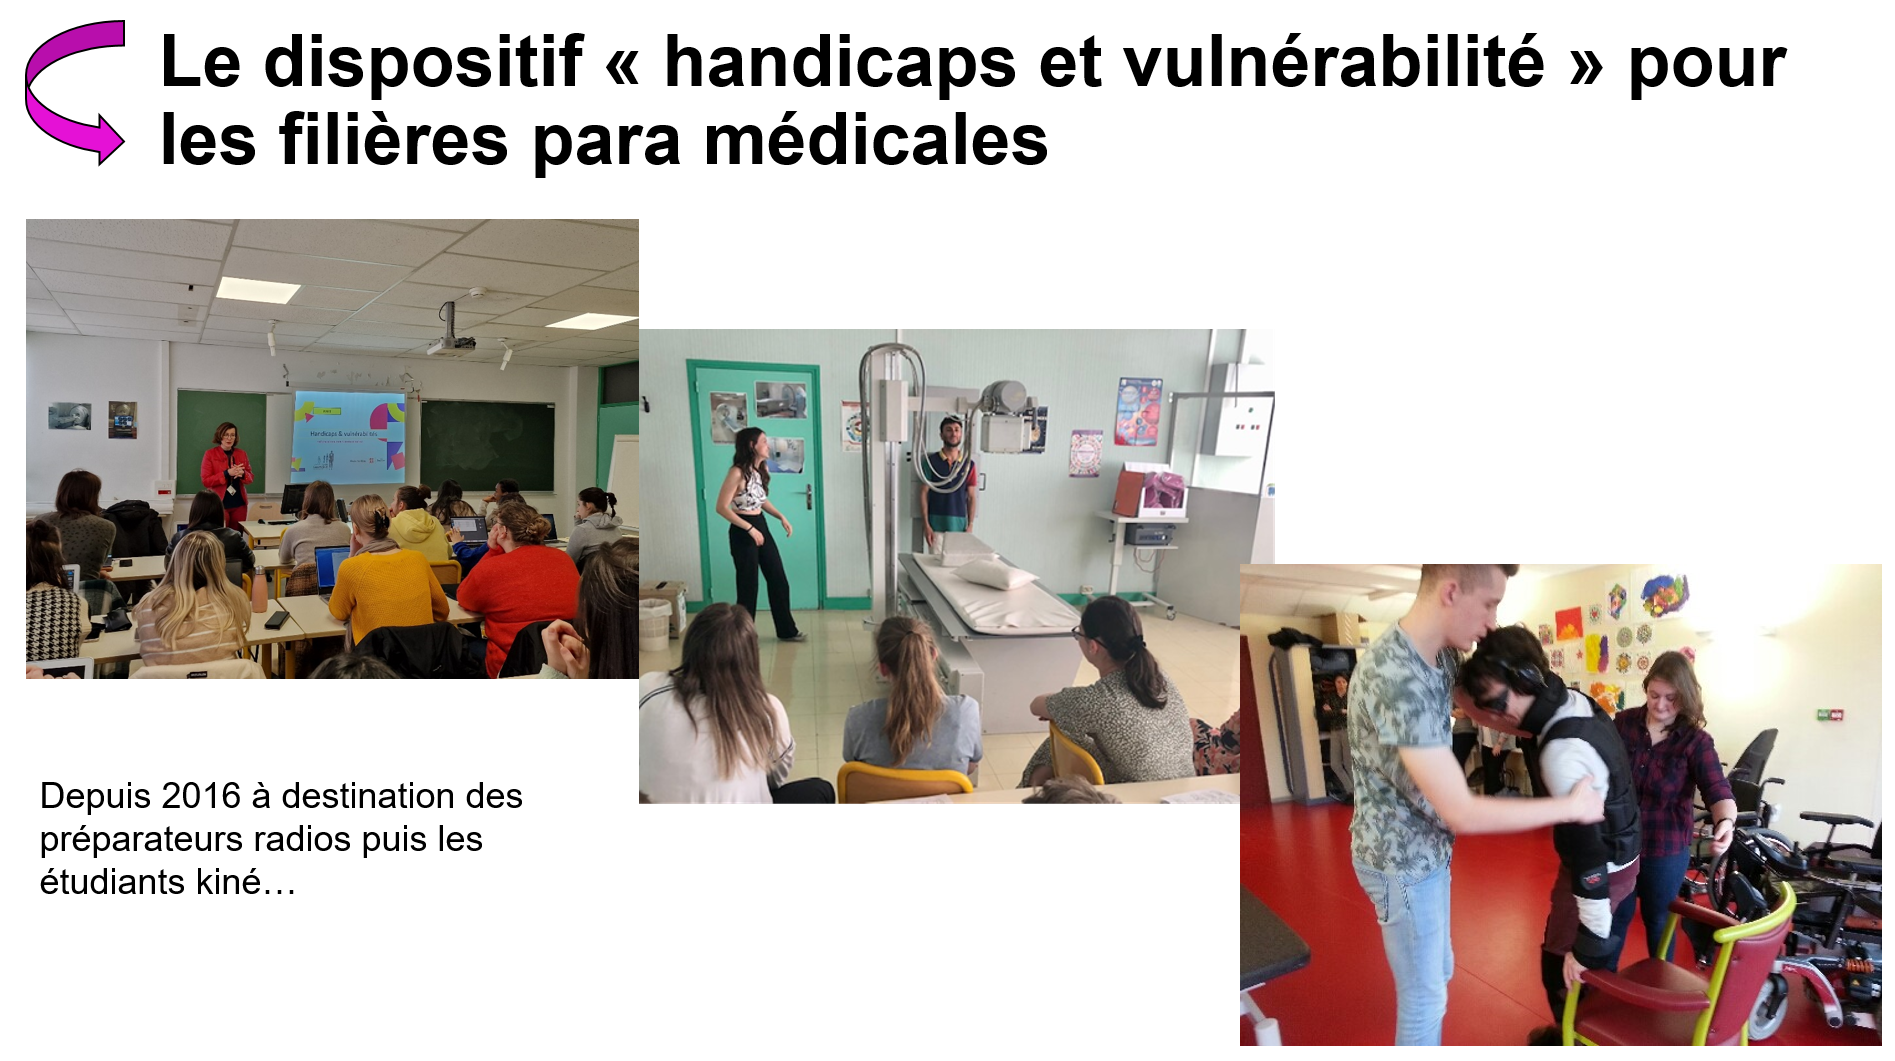 Le dispositif « handicaps et vulnérabilité » pour
les filières para médicales
Handicaps & vulnérabilités
Depuis 2016 à destination des
préparateurs radios puis les
étudiants kiné…